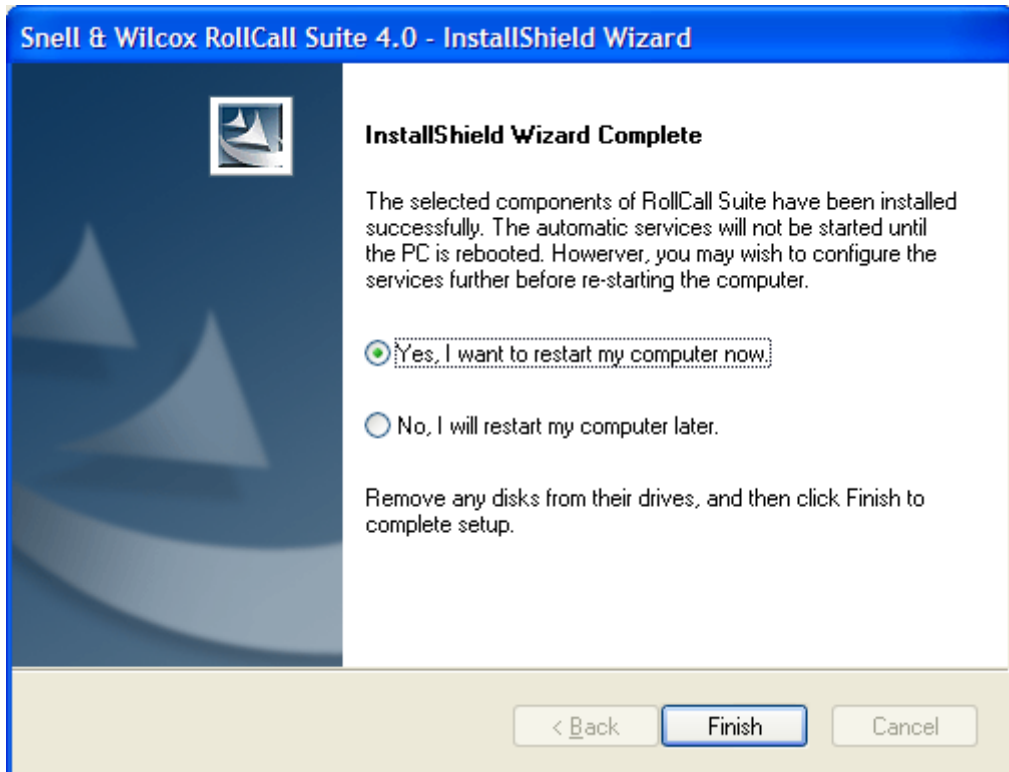 Snell & Wilcox RollCall Suite 4.0 - InstallShield Wizard
InstallShield Wizard Complete
The selected components of RollCall Suite have been installed
successfully. The automatic services will not be started until
the PC is rebooted. Howerver, you may wish to configure the
services further before re-starting the computer.
Yes, I want to restart my computer now.
No, I will restart my computer later.
Remove any disks from their drives, and then click Finish to
complete setup.
< Back Finish Cancel